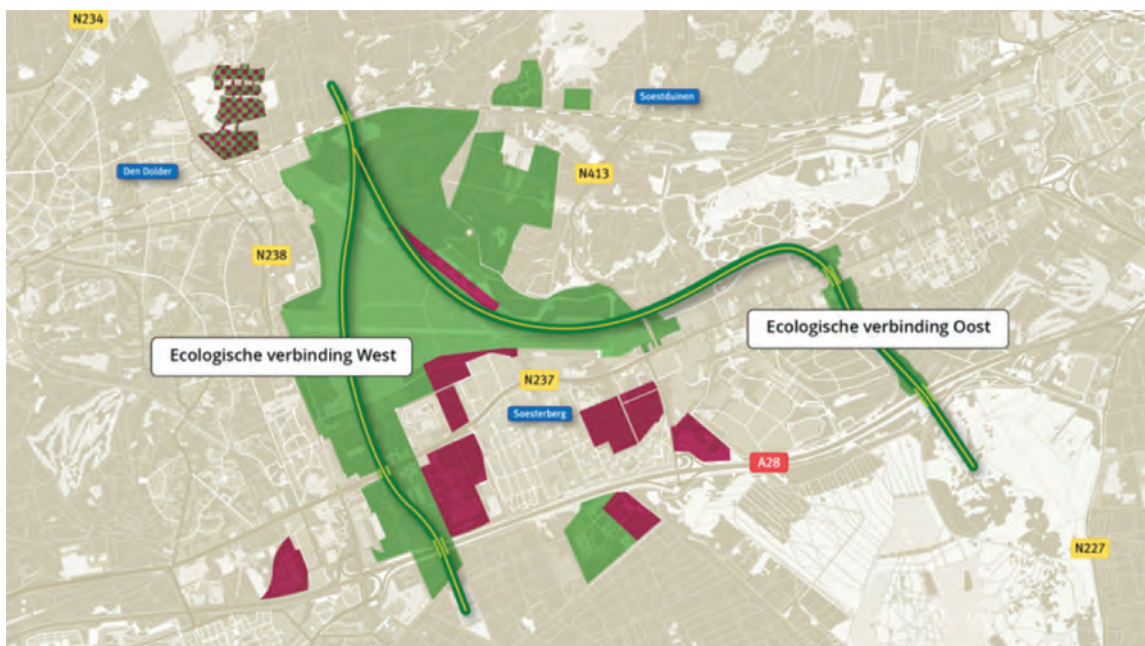 N234
Soestduinen
Den Dolder
N413
N238
Ecologische verbinding Oost
Ecologische verbinding West
N237
Soesterberg
A28
N227